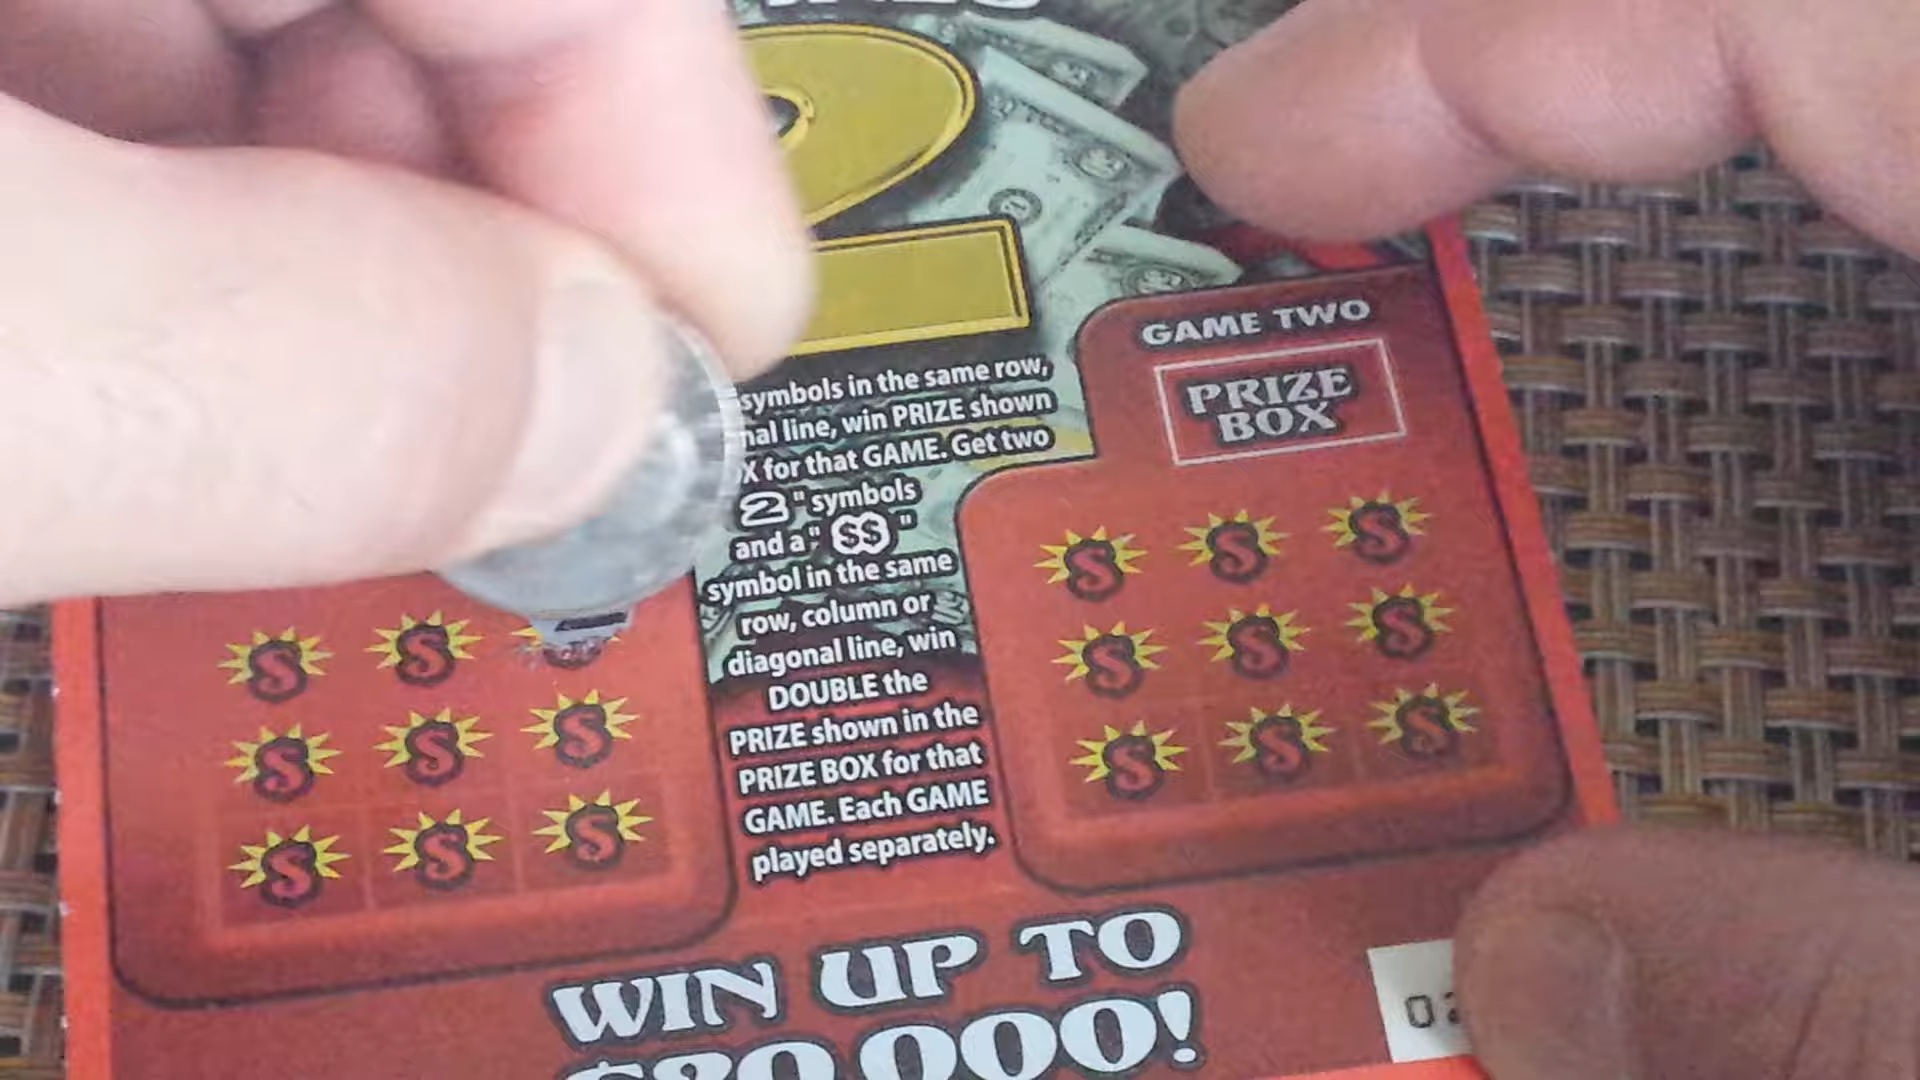 GAME TWO
PRIZE
BOX
symbols in the same row,
line, win PRIZE shown
for that GAME. Get two
2" symbols
and a " $$ "
symbol in the same
row, column or
diagonal line, win
DOUBLE the
PRIZE shown in the
PRIZE BOX for that
GAME. Each GAME
played separately.
WIN UP TO